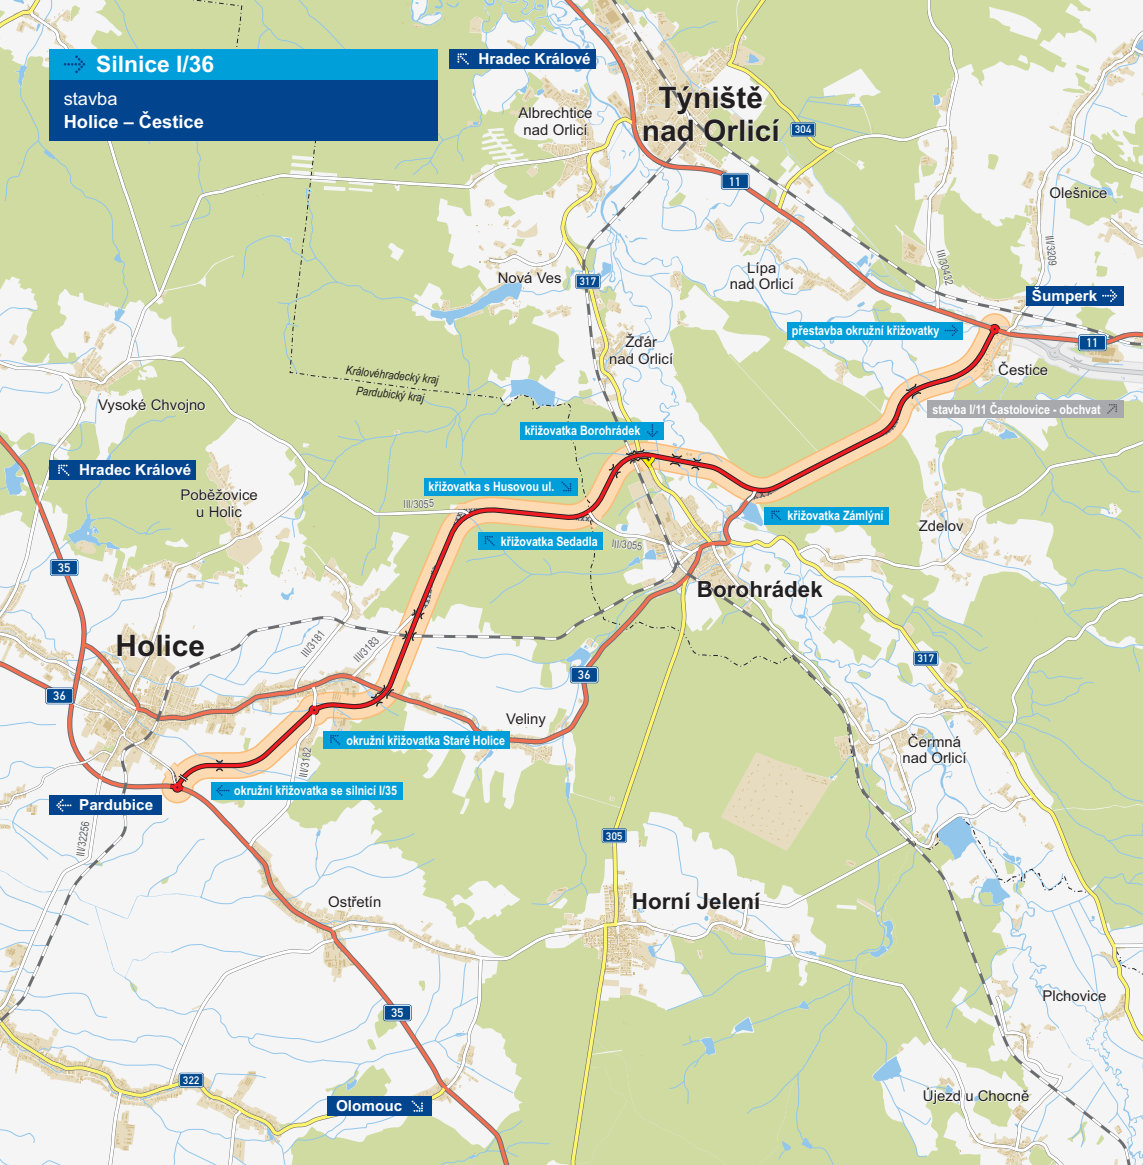 Silnice I/36
stavba
Holice – Čestice
Hradec Králové
Týniště
nad Orlicí
Albrechtice
nad Orlicí
304
11
Olešnice
III/30432
II/3209
Nová Ves
317
Lípa
nad Orlicí
Šumperk
přestavba okružní křižovatky
11
Žďár
nad Orlicí
Čestice
Královéhradecký kraj
Pardubický kraj
stavba I/11 Častolovice - obchvat
Vysoké Chvojno
křižovatka Borohrádek
Hradec Králové
křižovatka s Husovou ul.
Poběžovice
u Holic
III/3055
křižovatka Zámlýní
Zdelov
křižovatka Sedadla
III/3055
35
Borohrádek
Holice
III/3181
III/3183
317
36
36
Veliny
okružní křižovatka Staré Holice
Čermná
nad Orlicí
III/3182
okružní křižovatka se silnicí I/35
Pardubice
III/32256
305
Ostřetín
Horní Jelení
Plchovice
35
322
Olomouc
Újezd u Chocně